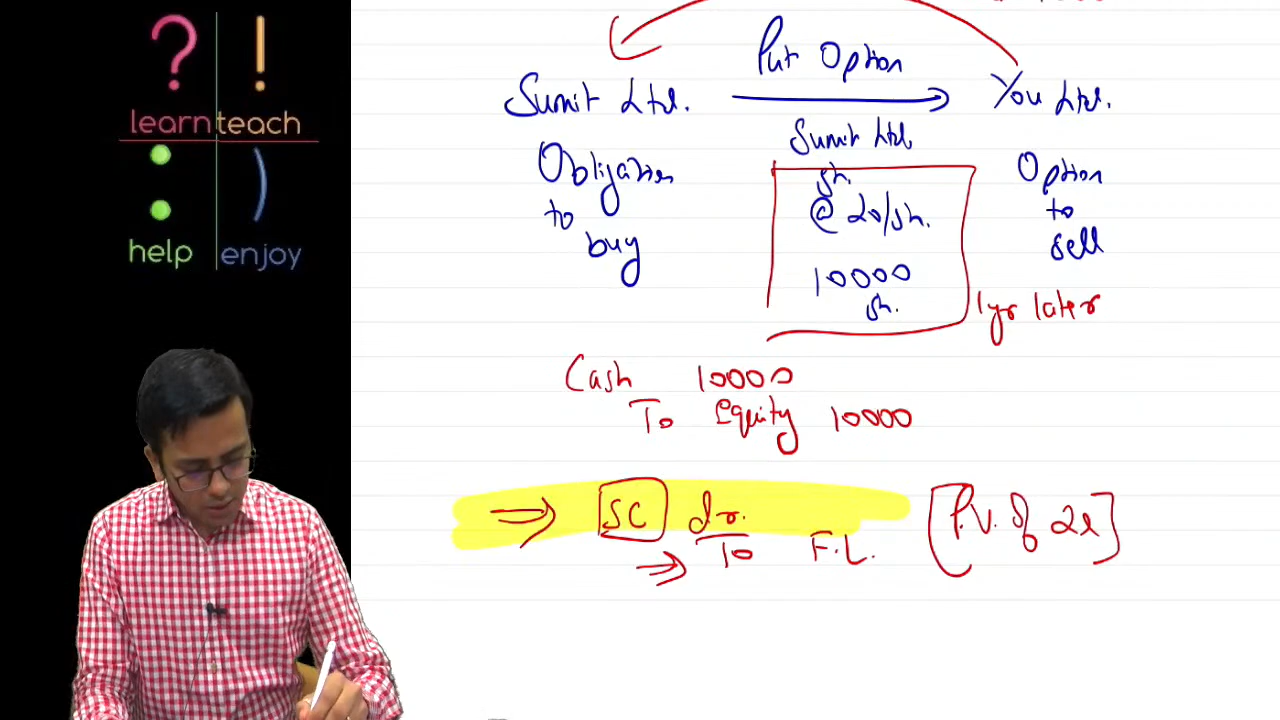 ?
!
learn teach
help enjoy
Put Option
Sumit Ltd.
You Ltd.
Sumit Ltd
sh.
@ 20/sh.
10000
sh.
Obligation
to
buy
Option
to
sell
1yr later
Cash 10000
To Equity 10000
⇒ SC dr.
⇒ To F.L. [P.V. of 2l]